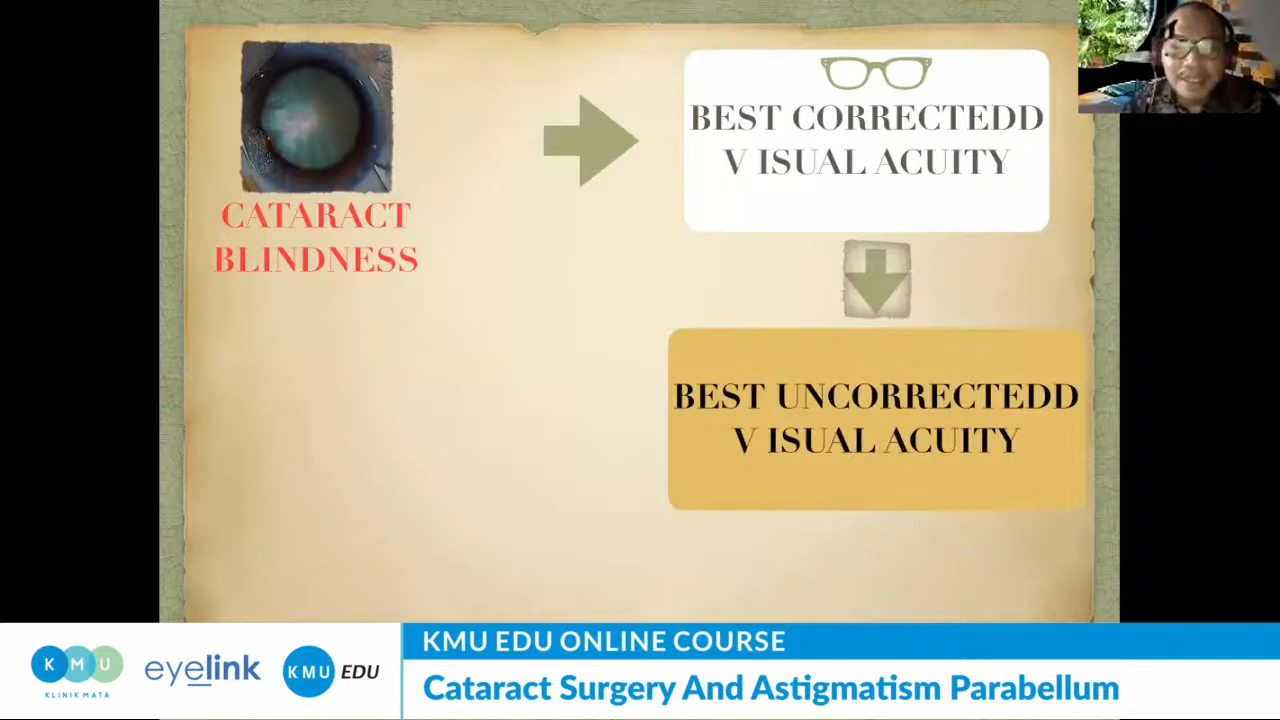 CATARACT
BLINDNESS
BEST CORRECTEDD
V ISUAL ACUITY
BEST UNCORRECTEDD
V ISUAL ACUITY
KMU
KLINIK MATA
eyelink
KMU EDU
KMU EDU ONLINE COURSE
Cataract Surgery And Astigmatism Parabellum